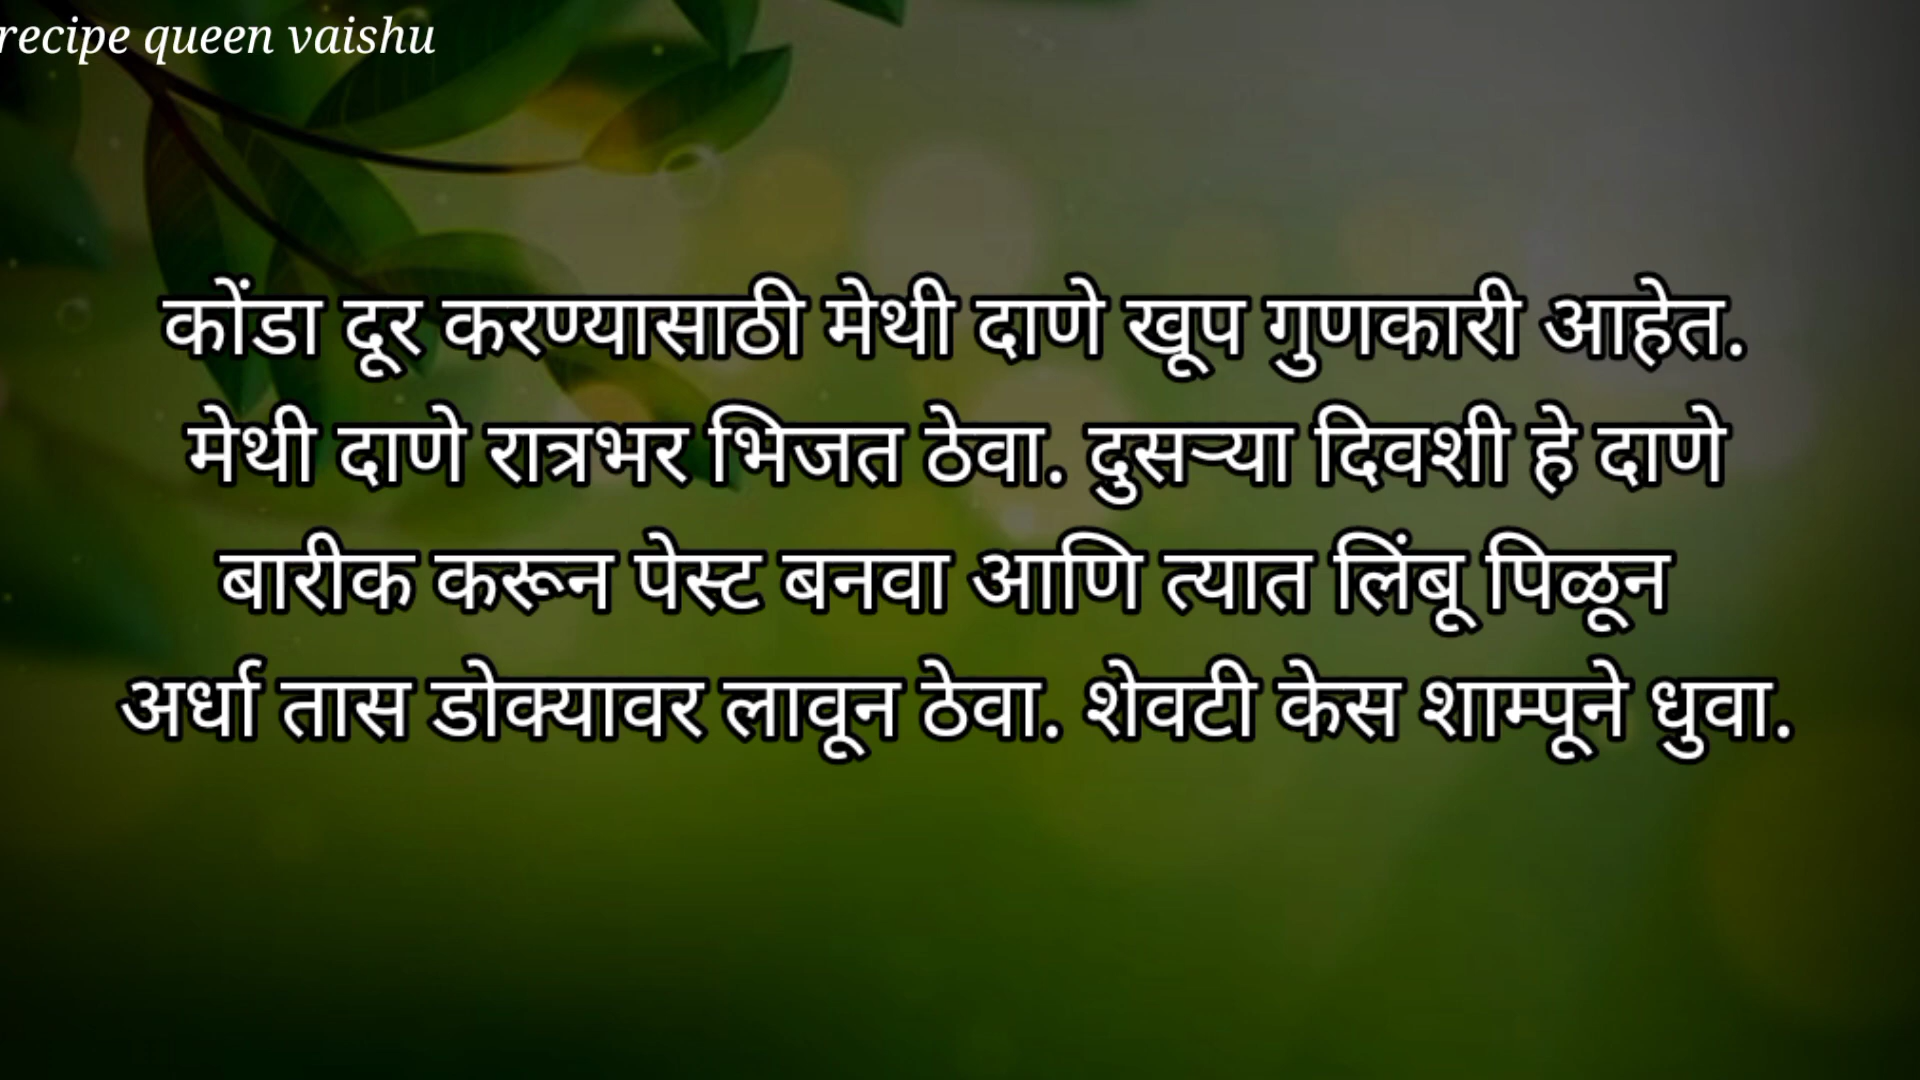 recipe queen vaishu
कोंडा दूर करण्यासाठी मेथी दाणे खूप गुणकारी आहेत.
मेथी दाणे रात्रभर भिजत ठेवा. दुसऱ्या दिवशी हे दाणे
बारीक करून पेस्ट बनवा आणि त्यात लिंबू पिळून
अर्धा तास डोक्यावर लावून ठेवा. शेवटी केस शाम्पूने धुवा.